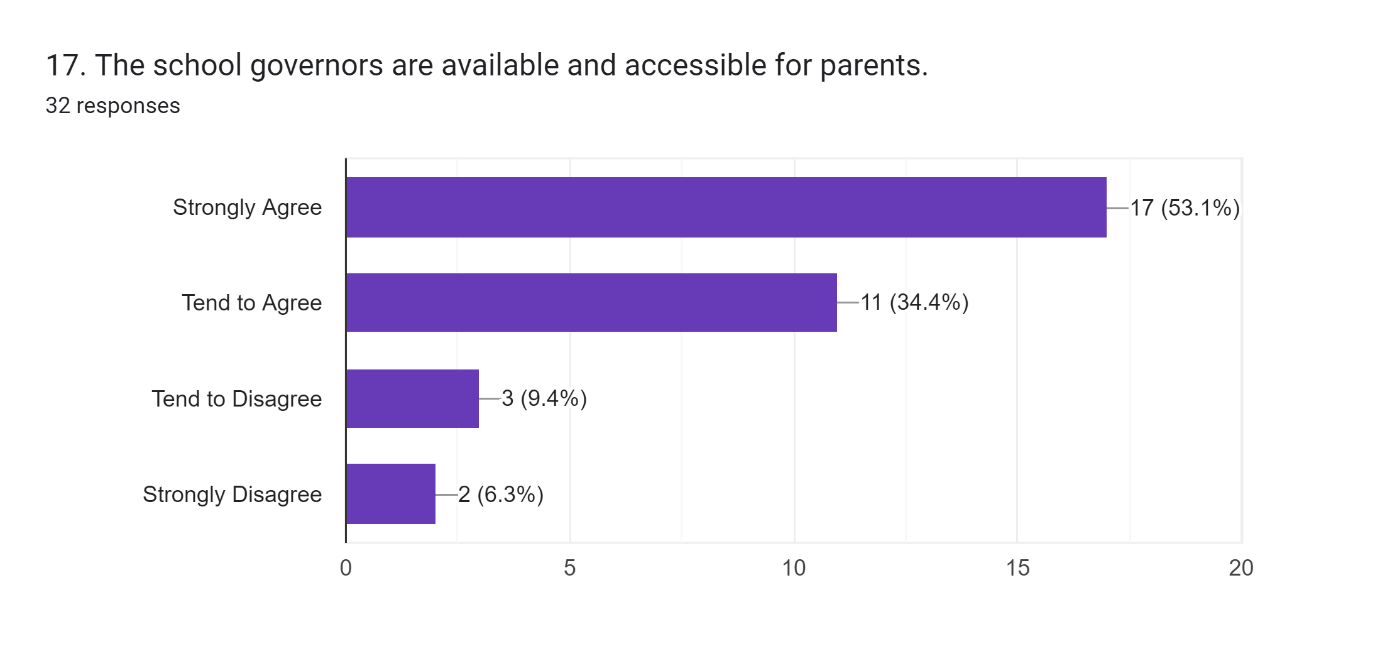 17. The school governors are available and accessible for parents.
32 responses
Strongly Agree
17 (53.1%)
Tend to Agree
11 (34.4%)
Tend to Disagree
3 (9.4%)
Strongly Disagree
2 (6.3%)
0 5 10 15 20